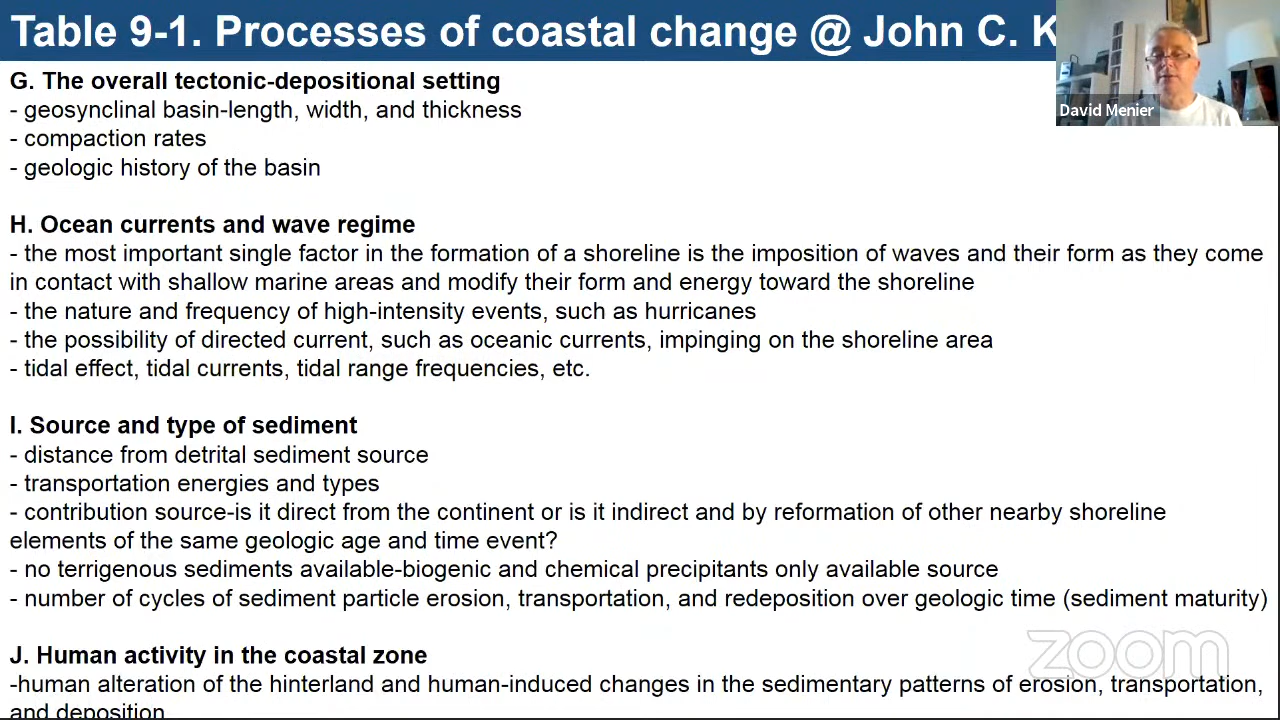 Table 9-1. Processes of coastal change @ John C. K
David Menier
G. The overall tectonic-depositional setting
- geosynclinal basin-length, width, and thickness
- compaction rates
- geologic history of the basin
H. Ocean currents and wave regime
- the most important single factor in the formation of a shoreline is the imposition of waves and their form as they come
in contact with shallow marine areas and modify their form and energy toward the shoreline
- the nature and frequency of high-intensity events, such as hurricanes
- the possibility of directed current, such as oceanic currents, impinging on the shoreline area
- tidal effect, tidal currents, tidal range frequencies, etc.
I. Source and type of sediment
- distance from detrital sediment source
- transportation energies and types
- contribution source-is it direct from the continent or is it indirect and by reformation of other nearby shoreline
elements of the same geologic age and time event?
- no terrigenous sediments available-biogenic and chemical precipitants only available source
- number of cycles of sediment particle erosion, transportation, and redeposition over geologic time (sediment maturity)
J. Human activity in the coastal zone
-human alteration of the hinterland and human-induced changes in the sedimentary patterns of erosion, transportation,
and deposition
zoom